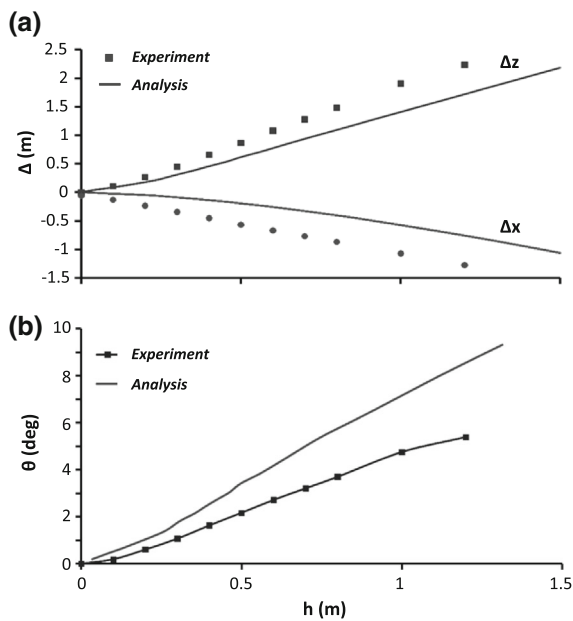 (a)
2.5
2
1.5
1
0.5
0
-0.5
-1
-1.5
Δ (m)
Experiment
Analysis
Δz
Δx
(b)
10
8
6
4
2
0
θ (deg)
Experiment
Analysis
0 0.5 1 1.5
h (m)